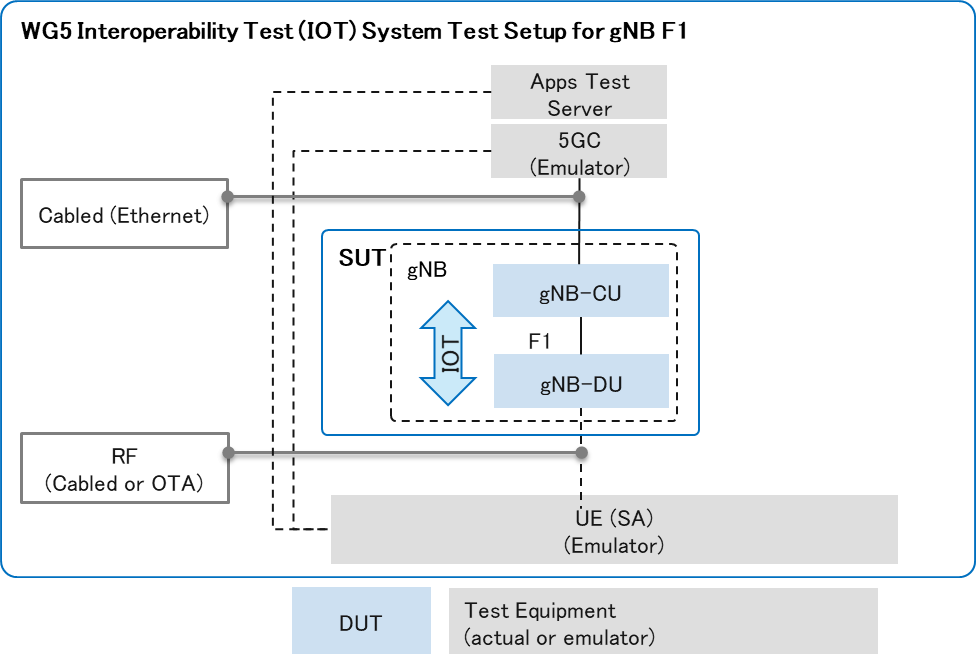 WG5 Interoperability Test (IOT) System Test Setup for gNB F1
Apps Test
Server
5GC
(Emulator)
Cabled (Ethernet)
SUT
gNB
gNB-CU
IOT
F1
gNB-DU
RF
(Cabled or OTA)
UE (SA)
(Emulator)
DUT
Test Equipment
(actual or emulator)